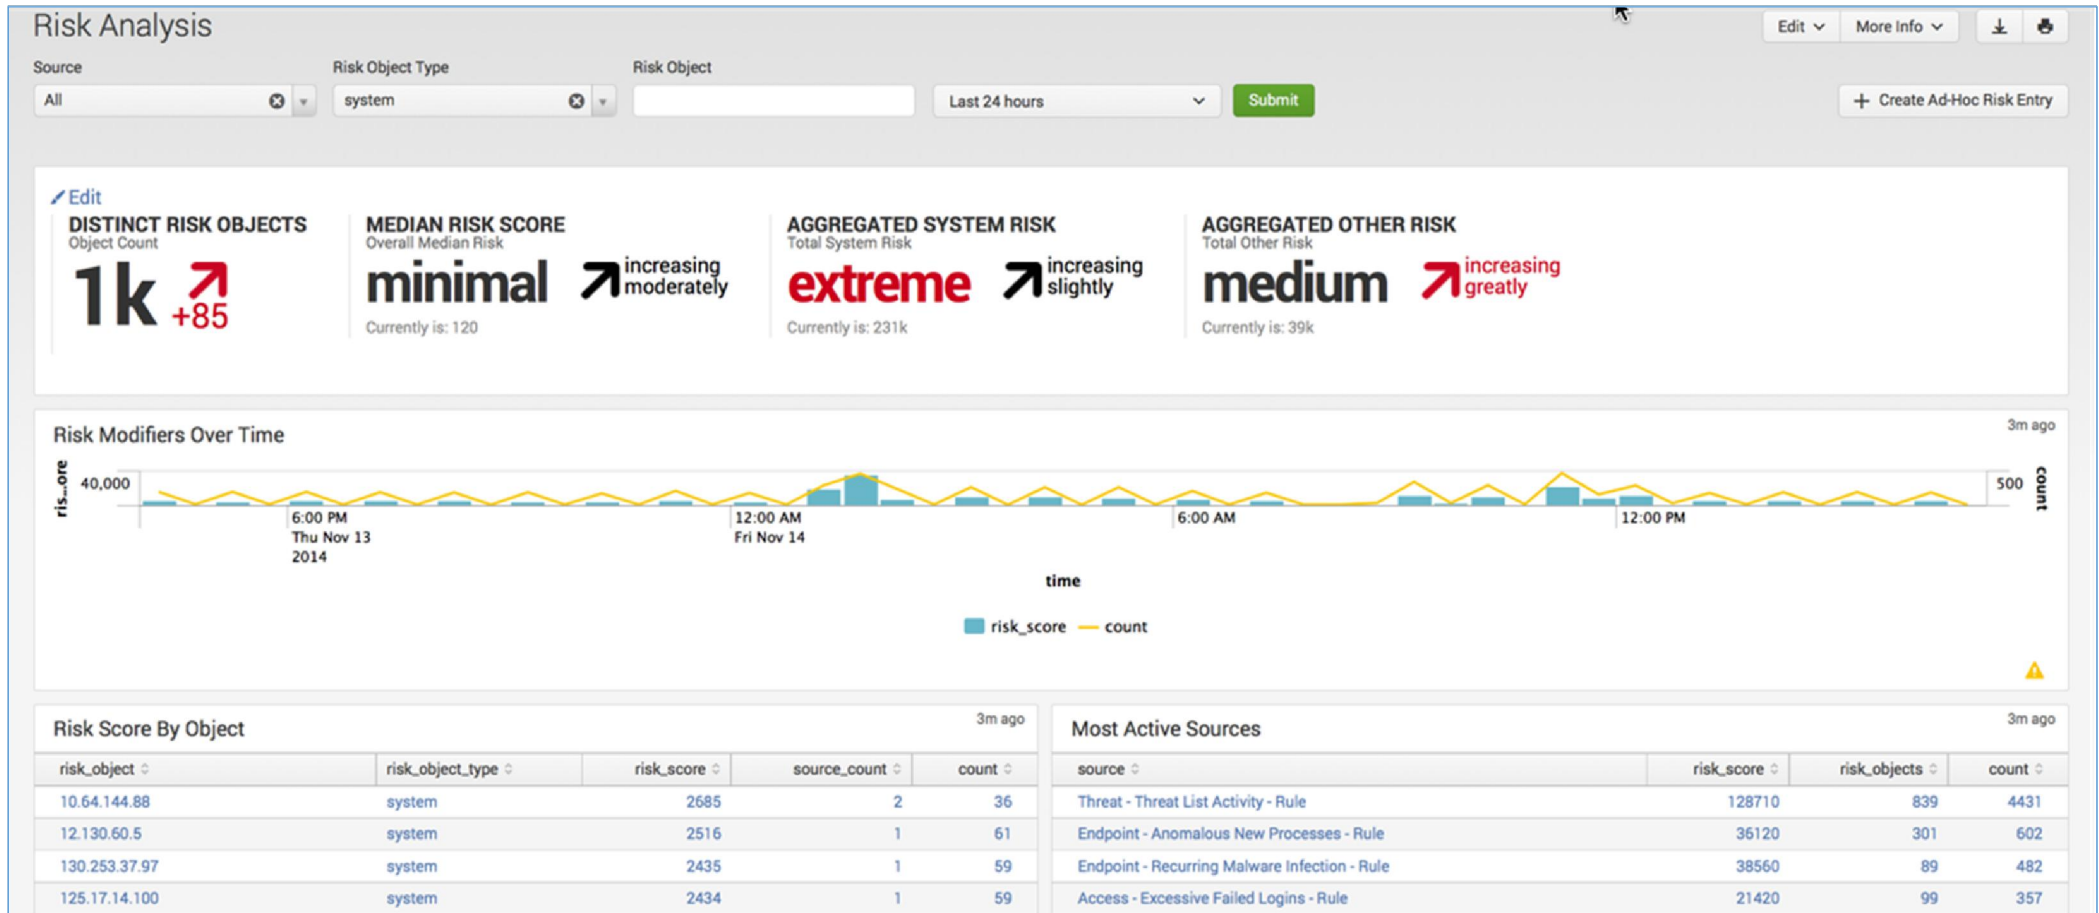 Risk Analysis
Edit More Info
Source Risk Object Type Risk Object
All system Last 24 hours Submit + Create Ad-Hoc Risk Entry
Edit
DISTINCT RISK OBJECTS
Object Count
1k +85
MEDIAN RISK SCORE
Overall Median Risk
minimal increasing moderately
Currently is: 120
AGGREGATED SYSTEM RISK
Total System Risk
extreme increasing slightly
Currently is: 231k
AGGREGATED OTHER RISK
Total Other Risk
medium increasing greatly
Currently is: 39k
Risk Modifiers Over Time 3m ago
ris...ore
40,000
500
count
6:00 PM 12:00 AM 6:00 AM 12:00 PM
Thu Nov 13 Fri Nov 14
2014
time
risk_score count
Risk Score By Object 3m ago
risk_object risk_object_type risk_score source_count count
10.64.144.88 system 2685 2 36
12.130.60.5 system 2516 1 61
130.253.37.97 system 2435 1 59
125.17.14.100 system 2434 1 59
Most Active Sources 3m ago
source risk_score risk_objects count
Threat - Threat List Activity - Rule 128710 839 4431
Endpoint - Anomalous New Processes - Rule 36120 301 602
Endpoint - Recurring Malware Infection - Rule 38560 89 482
Access - Excessive Failed Logins - Rule 21420 99 357